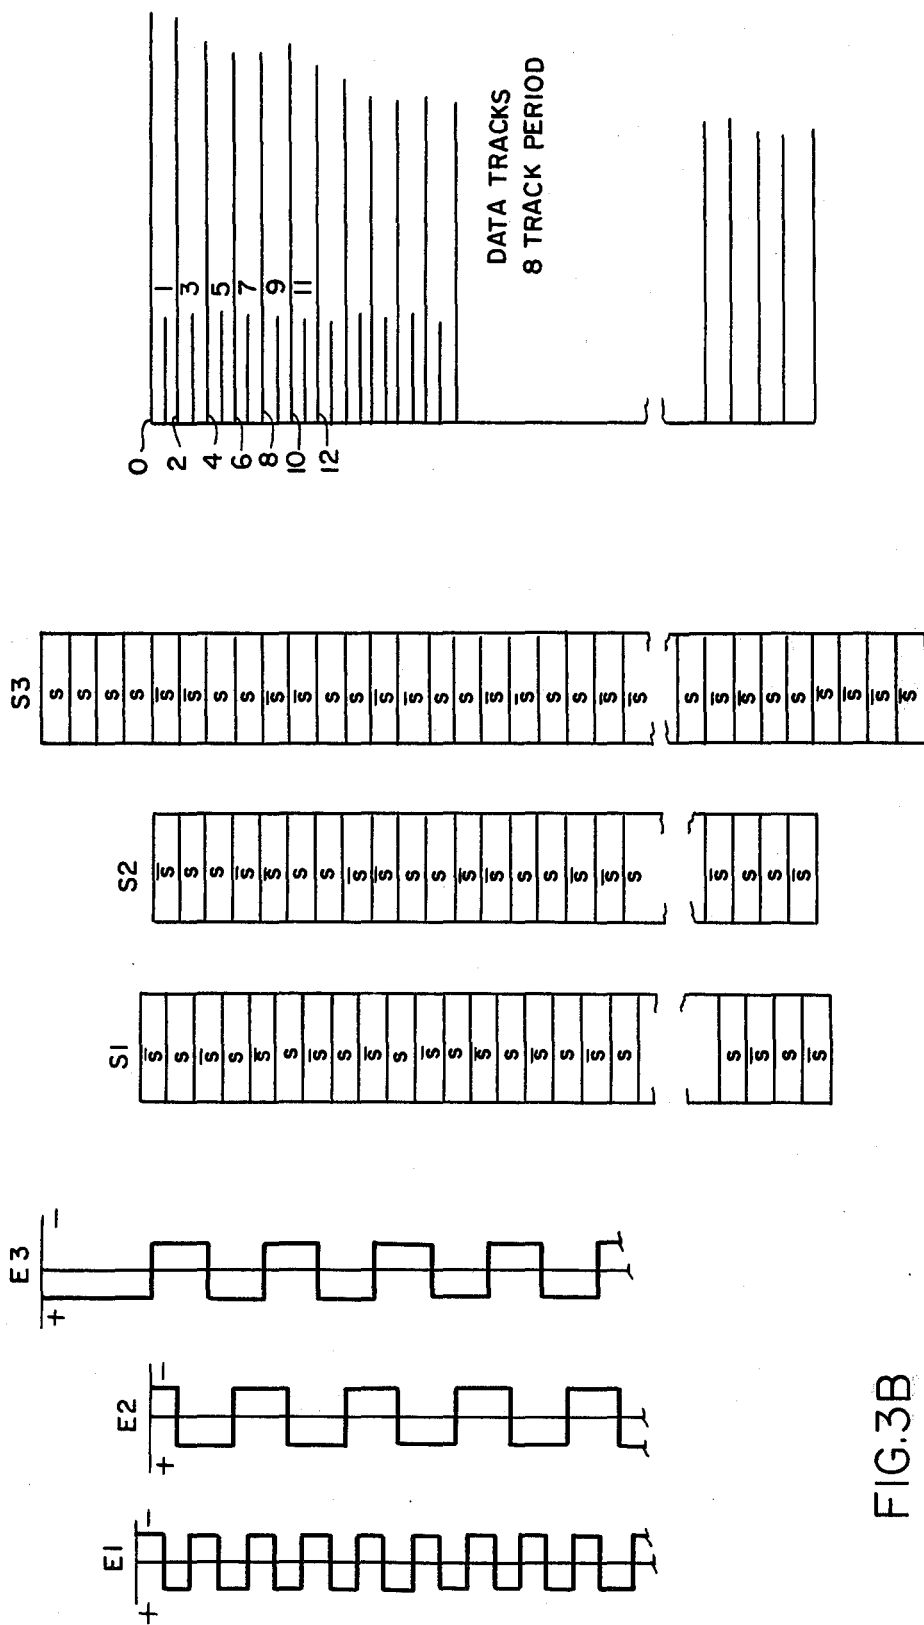 E1
+ −
E2
+ −
E3
+ −
S1
s̄ s s̄ s s̄ s s̄ s s̄ s s̄ s s̄ s s̄ s s̄ s
s s̄ s s̄
S2
s̄ s s s̄ s̄ s s s̄ s̄ s s s̄ s̄ s s s̄ s̄ s
s̄ s s s̄
S3
s s s s s̄ s̄ s s s̄ s̄ s s s̄ s̄ s s s̄ s̄ s s s̄ s̄
s s̄ s̄ s s s̄ s̄ s̄ s̄
0
2
4
6
8
10
12
1
3
5
7
9
11
DATA TRACKS
8 TRACK PERIOD
FIG.3B